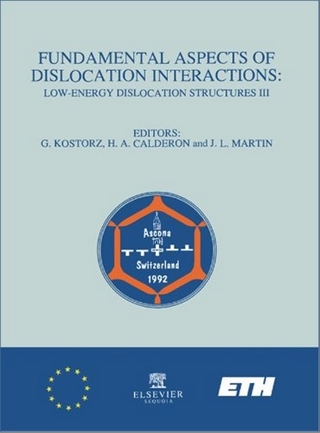 FUNDAMENTAL ASPECTS OF
DISLOCATION INTERACTIONS:
LOW-ENERGY DISLOCATION STRUCTURES III
EDITORS:
G. KOSTORZ, H. A. CALDERON and J. L. MARTIN
Ascona
Switzerland
1992
ELSEVIER
SEQUOIA
ETH